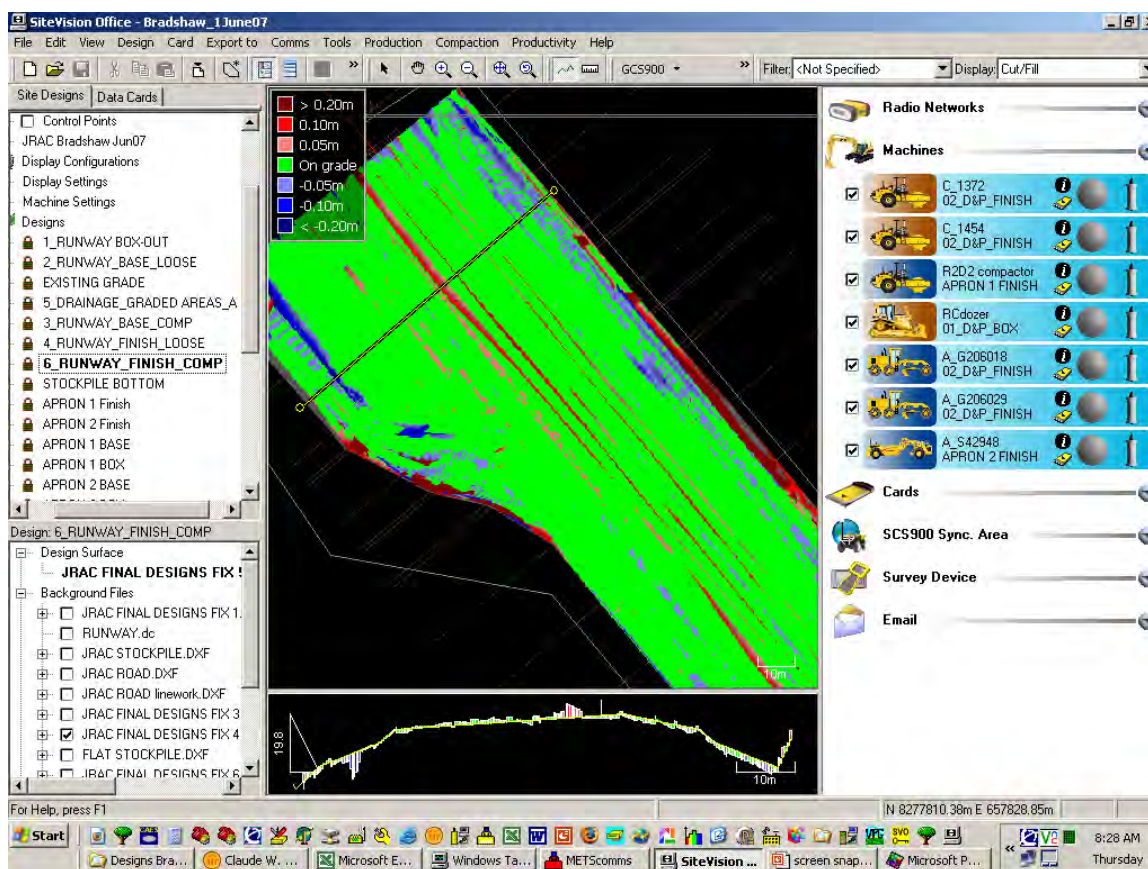 SiteVision Office - Bradshaw_1June07
File Edit View Design Card Export to Comms Tools Production Compaction Productivity Help
GCS900
Filter: <Not Specified>
Display: Cut/Fill
Site Designs
Data Cards
Control Points
JRAC Bradshaw Jun07
Display Configurations
Display Settings
Machine Settings
Designs
1_RUNWAY BOX-OUT
2_RUNWAY_BASE_LOOSE
EXISTING GRADE
5_DRAINAGE_GRADED AREAS_A
3_RUNWAY_BASE_COMP
4_RUNWAY_FINISH_LOOSE
6_RUNWAY_FINISH_COMP
STOCKPILE BOTTOM
APRON 1 Finish
APRON 2 Finish
APRON 1 BASE
APRON 1 BOX
APRON 2 BASE
Design: 6_RUNWAY_FINISH_COMP
Design Surface
JRAC FINAL DESIGNS FIX
Background Files
JRAC FINAL DESIGNS FIX 1.
RUNWAY.dc
JRAC STOCKPILE.DXF
JRAC ROAD.DXF
JRAC ROAD linework.DXF
JRAC FINAL DESIGNS FIX 3
JRAC FINAL DESIGNS FIX 4
FLAT STOCKPILE.DXF
JRAC FINAL DESIGNS FIX 6
> 0.20m
0.10m
0.05m
On grade
-0.05m
-0.10m
< -0.20m
10m
19.8
10m
Radio Networks
Machines
C_1372
02_D&P_FINISH
C_1454
02_D&P_FINISH
R2D2 compactor
APRON 1 FINISH
RCdozer
01_D&P_BOX
A_G206018
02_D&P_FINISH
A_G206029
02_D&P_FINISH
A_S42948
APRON 2 FINISH
Cards
SCS900 Sync. Area
Survey Device
Email
For Help, press F1
N 8277810.38m E 657828.85m
Start
8:28 AM
Designs Bra...
Claude W. ...
Microsoft E...
Windows Ta...
METScomms
SiteVision ...
screen snap...
Microsoft P...
Thursday